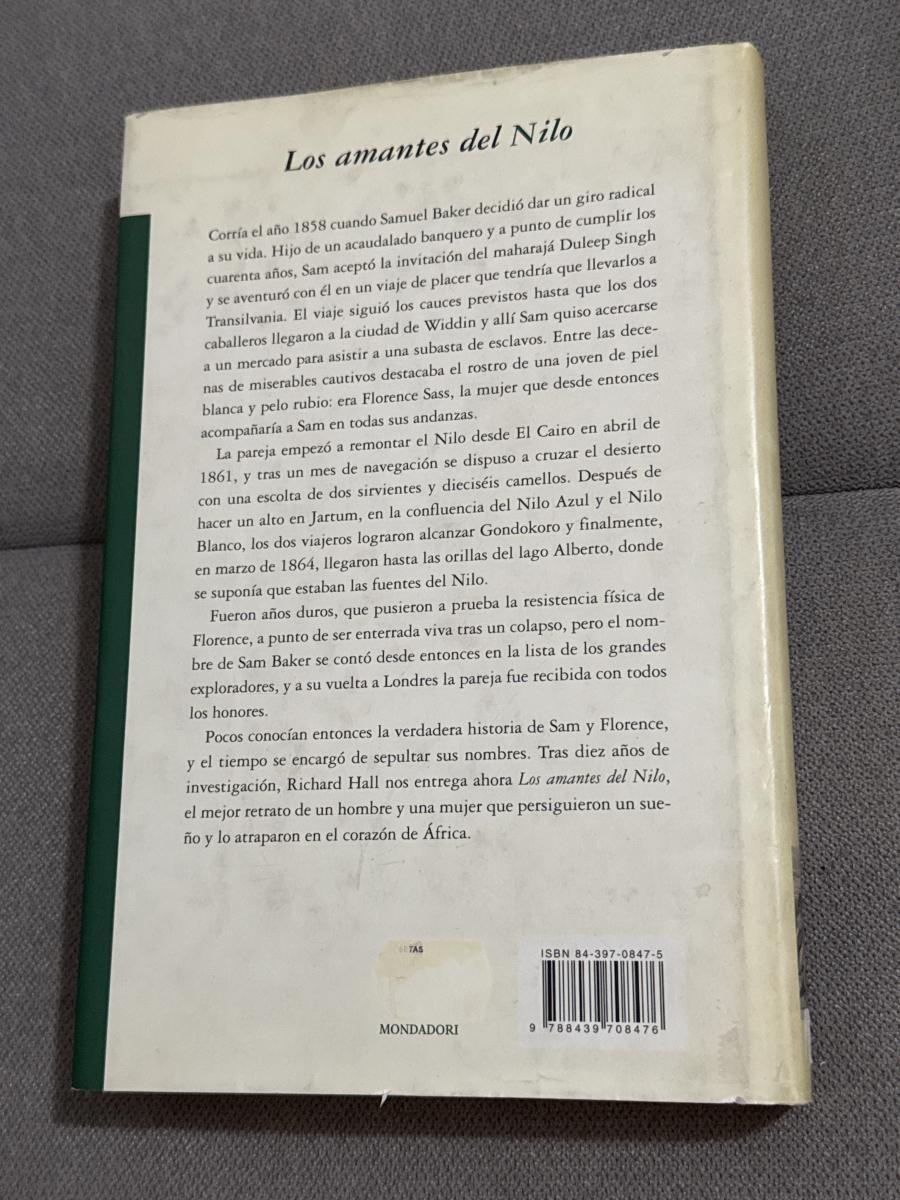 Los amantes del Nilo
Corría el año 1858 cuando Samuel Baker decidió dar un giro radical
a su vida. Hijo de un acaudalado banquero y a punto de cumplir los
cuarenta años, Sam aceptó la invitación del maharajá Duleep Singh
y se aventuró con él en un viaje de placer que tendría que llevarlos a
Transilvania. El viaje siguió los cauces previstos hasta que los dos
caballeros llegaron a la ciudad de Widdin y allí Sam quiso acercarse
a un mercado para asistir a una subasta de esclavos. Entre las dece-
nas de miserables cautivos destacaba el rostro de una joven de piel
blanca y pelo rubio: era Florence Sass, la mujer que desde entonces
acompañaría a Sam en todas sus andanzas.
La pareja empezó a remontar el Nilo desde El Cairo en abril de
1861, y tras un mes de navegación se dispuso a cruzar el desierto
con una escolta de dos sirvientes y dieciséis camellos. Después de
hacer un alto en Jartum, en la confluencia del Nilo Azul y el Nilo
Blanco, los dos viajeros lograron alcanzar Gondokoro y finalmente,
en marzo de 1864, llegaron hasta las orillas del lago Alberto, donde
se suponía que estaban las fuentes del Nilo.
Fueron años duros, que pusieron a prueba la resistencia física de
Florence, a punto de ser enterrada viva tras un colapso, pero el nom-
bre de Sam Baker se contó desde entonces en la lista de los grandes
exploradores, y a su vuelta a Londres la pareja fue recibida con todos
los honores.
Pocos conocían entonces la verdadera historia de Sam y Florence,
y el tiempo se encargó de sepultar sus nombres. Tras diez años de
investigación, Richard Hall nos entrega ahora Los amantes del Nilo,
el mejor retrato de un hombre y una mujer que persiguieron un sue-
ño y lo atraparon en el corazón de África.
MONDADORI
ISBN 84-397-0847-5
9 788439 708476